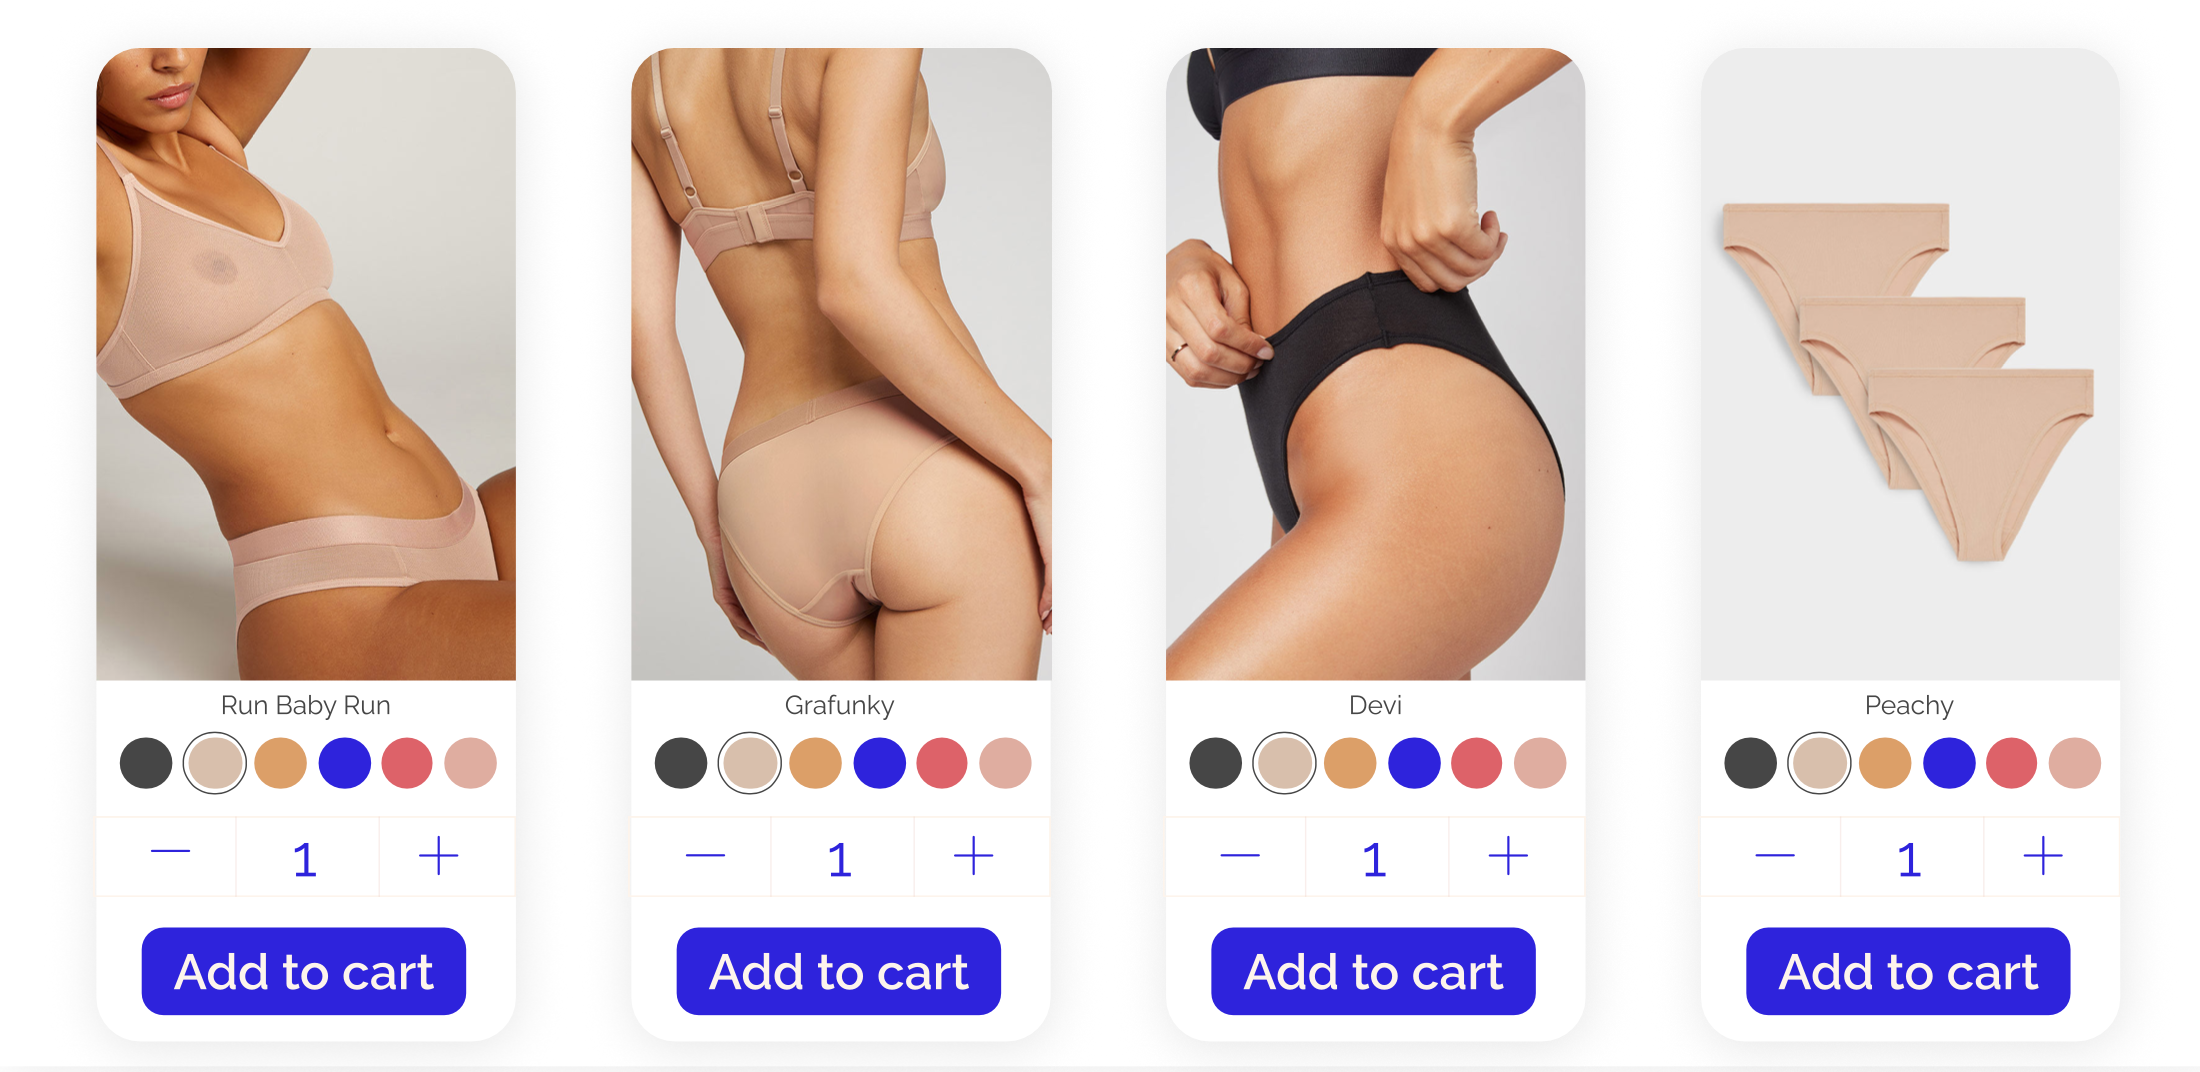 Run Baby Run
1
Add to cart
Grafunky
1
Add to cart
Devi
1
Add to cart
Peachy
1
Add to cart